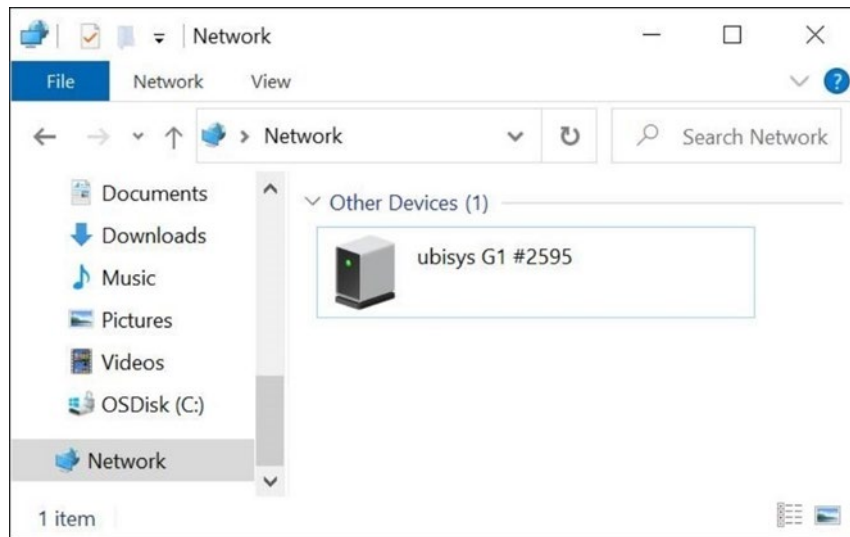 Network
File Network View
Network
Search Network
Documents
Downloads
Music
Pictures
Videos
OSDisk (C:)
Network
Other Devices (1)
ubisys G1 #2595
1 item